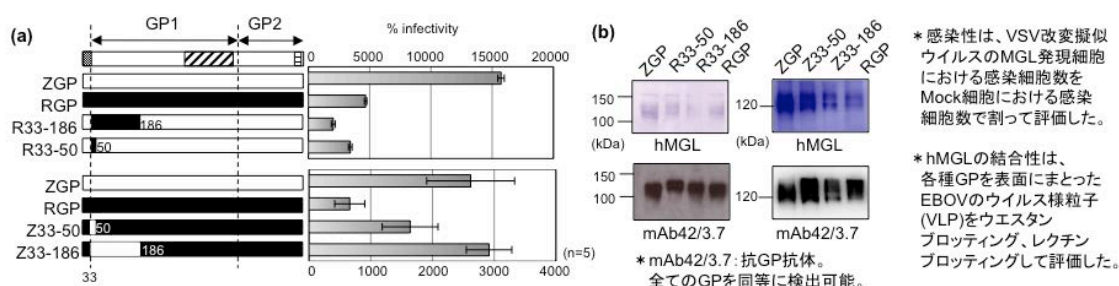 (a)
GP1
GP2
% infectivity
0 5000 10000 15000 20000
ZGP
RGP
R33-186 186
R33-50 50
ZGP
RGP
Z33-50 50
Z33-186 186
33
0 1000 2000 3000 4000
(n=5)
(b)
ZGP R33-50 R33-186 RGP
150
100
(kDa)
hMGL
150
100
mAb42/3.7
ZGP Z33-50 Z33-186 RGP
120
(kDa)
hMGL
120
mAb42/3.7
*mAb42/3.7:抗GP抗体。
全てのGPを同等に検出可能。
*感染性は、VSV改変擬似
ウイルスのMGL発現細胞
における感染細胞数を
Mock細胞における感染
細胞数で割って評価した。
*hMGLの結合性は、
各種GPを表面にまとった
EBOVのウイルス様粒子
(VLP)をウエスタン
ブロッティング、レクチン
ブロッティングして評価した。